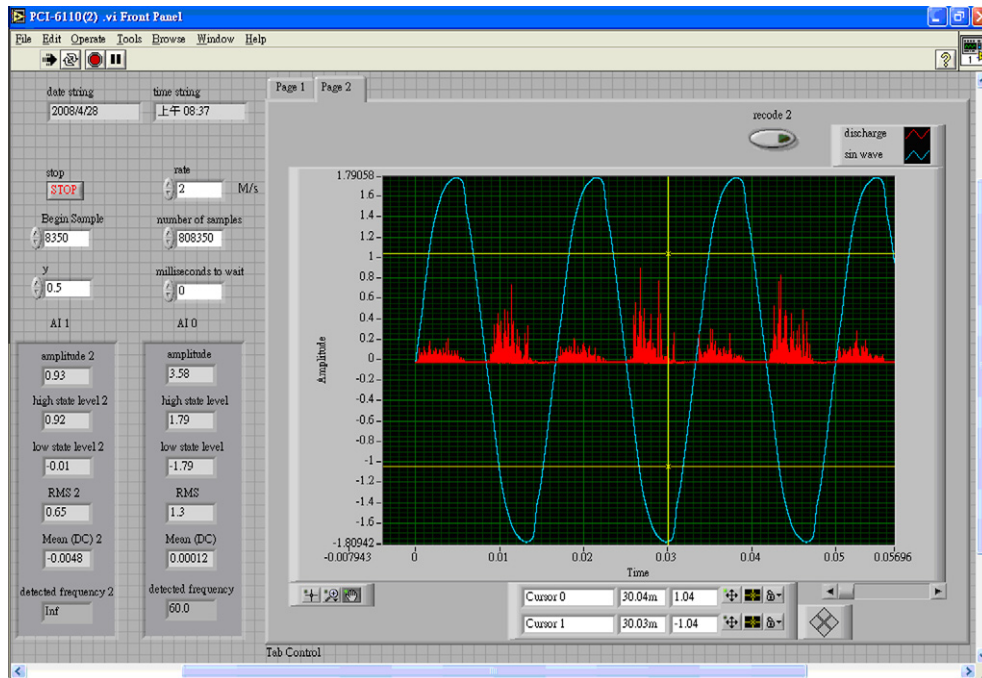 PCI-6110(2) .vi Front Panel
File Edit Operate Tools Browse Window Help
1
date string time string
2008/4/28 上午 08:37
stop rate
STOP 2 M/s
Begin Sample number of samples
8350 808350
y milliseconds to wait
0.5 0
AI 1 AI 0
amplitude 2 amplitude
0.93 3.58
high state level 2 high state level
0.92 1.79
low state level 2 low state level
-0.01 -1.79
RMS 2 RMS
0.65 1.3
Mean (DC) 2 Mean (DC)
-0.0048 0.00012
detected frequency 2 detected frequency
Inf 60.0
Page 1 Page 2
recode 2
discharge
sin wave
1.79058
1.6
1.4
1.2
1
0.8
0.6
0.4
0.2
0
-0.2
-0.4
-0.6
-0.8
-1
-1.2
-1.4
-1.6
-1.80942
Amplitude
-0.007943 0 0.01 0.02 0.03 0.04 0.05 0.05696
Time
Cursor 0 30.04m 1.04
Cursor 1 30.03m -1.04
Tab Control